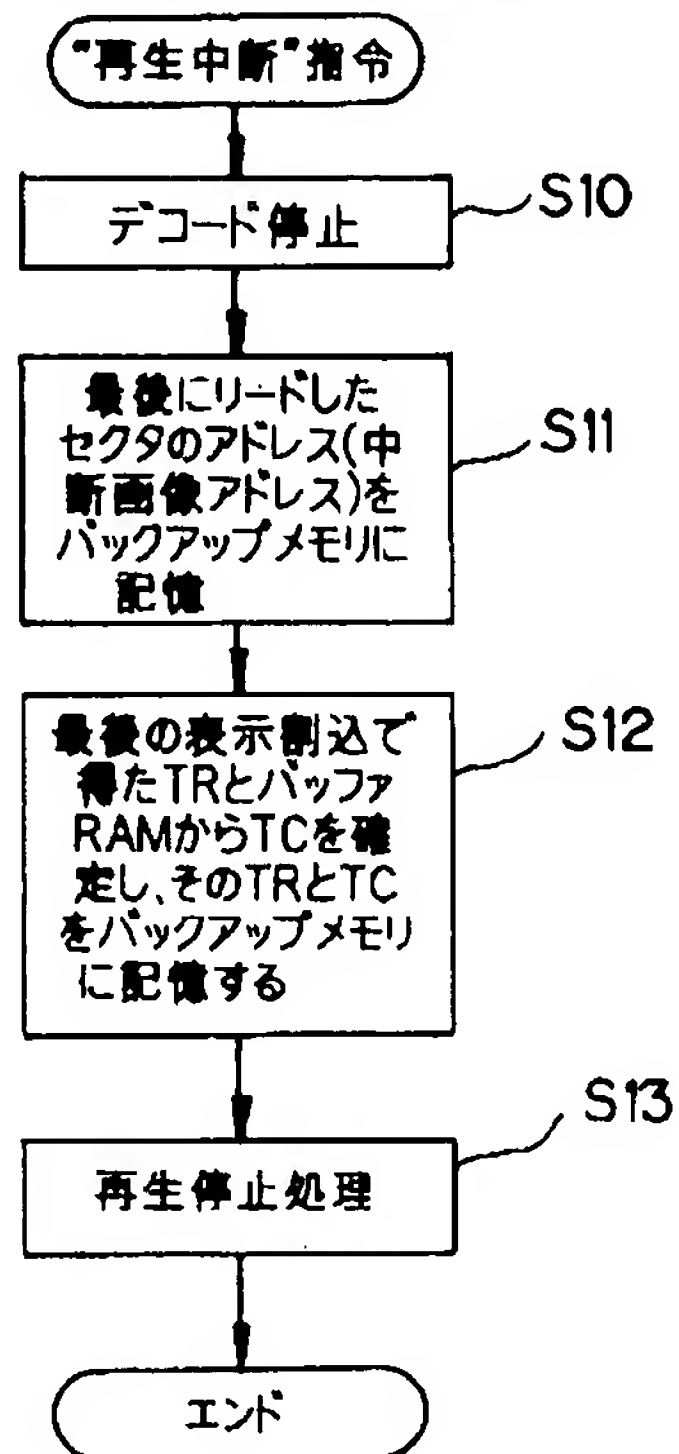 "再生中断"指令
デコード停止
S10
最後にリードした
セクタのアドレス(中
断画像アドレス)を
バックアップメモリに
記憶
S11
最後の表示割込で
得たTRとバッファ
RAMからTCを確
定し、そのTRとTC
をバックアップメモリ
に記憶する
S12
再生停止処理
S13
エンド